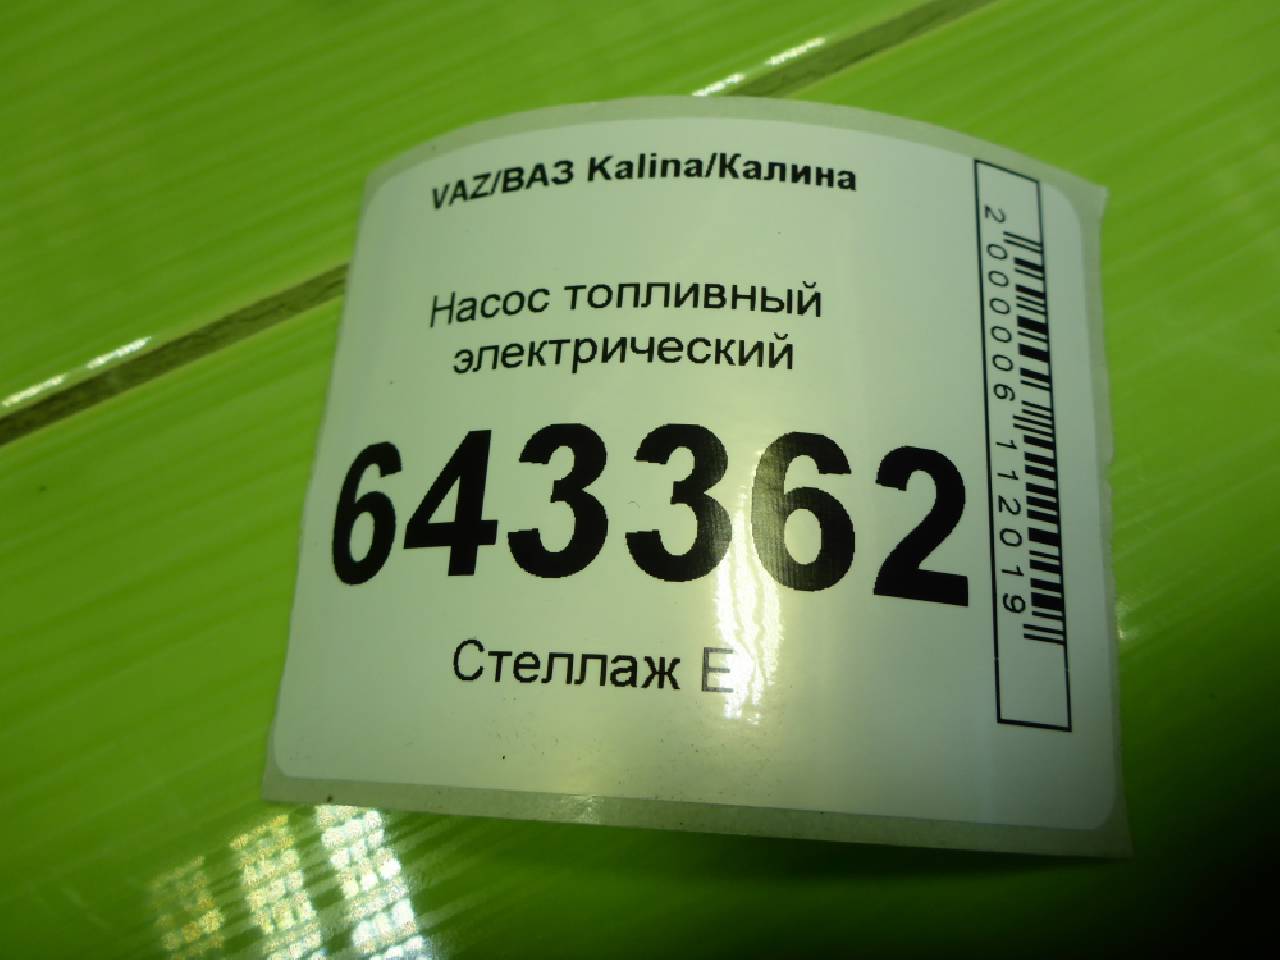 VAZ/ВАЗ Kalina/Калина
Насос топливный
электрический
643362
Стеллаж Е
2000006112019